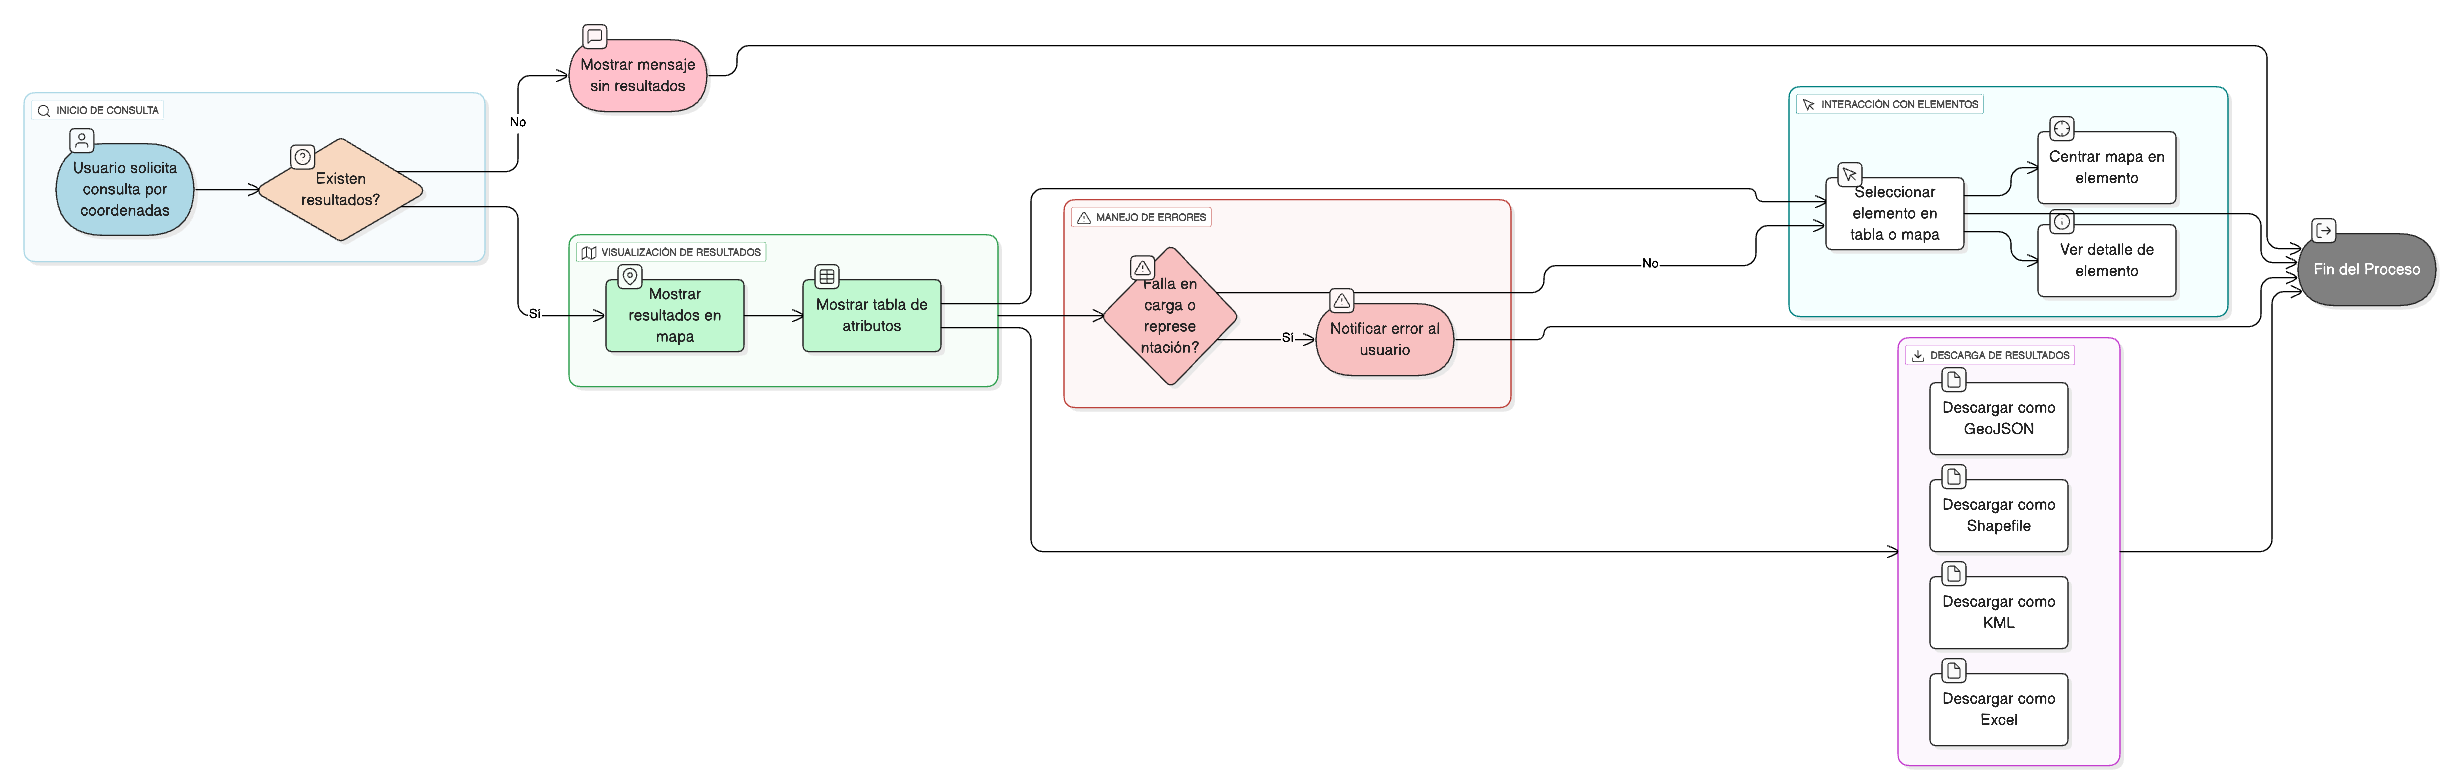 INICIO DE CONSULTA
Usuario solicita
consulta por
coordenadas
Existen
resultados?
No
Sí
Mostrar mensaje
sin resultados
VISUALIZACIÓN DE RESULTADOS
Mostrar
resultados en
mapa
Mostrar tabla de
atributos
MANEJO DE ERRORES
Falla en
carga o
represe
ntación?
No
Sí
Notificar error al
usuario
INTERACCIÓN CON ELEMENTOS
Seleccionar
elemento en
tabla o mapa
Centrar mapa en
elemento
Ver detalle de
elemento
DESCARGA DE RESULTADOS
Descargar como
GeoJSON
Descargar como
Shapefile
Descargar como
KML
Descargar como
Excel
Fin del Proceso